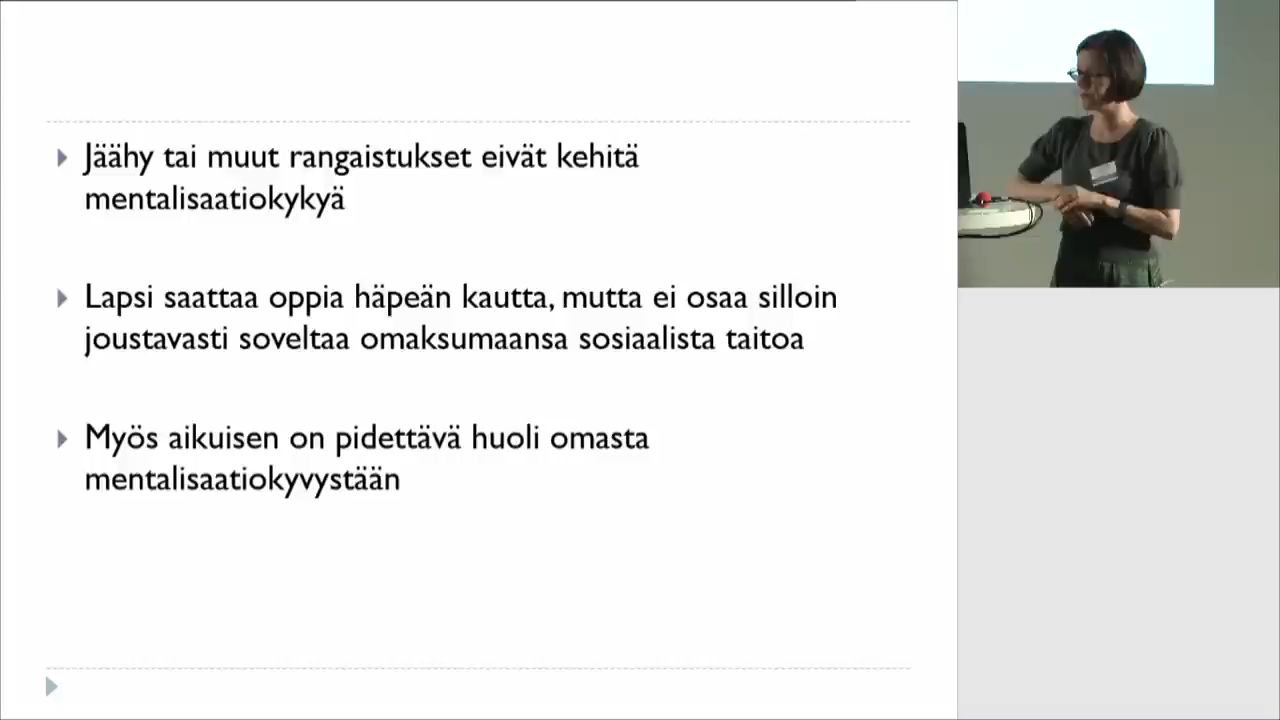 Jäähy tai muut rangaistukset eivät kehitä
mentalisaatiokykyä
Lapsi saattaa oppia häpeän kautta, mutta ei osaa silloin
joustavasti soveltaa omaksumaansa sosiaalista taitoa
Myös aikuisen on pidettävä huoli omasta
mentalisaatiokyvystään